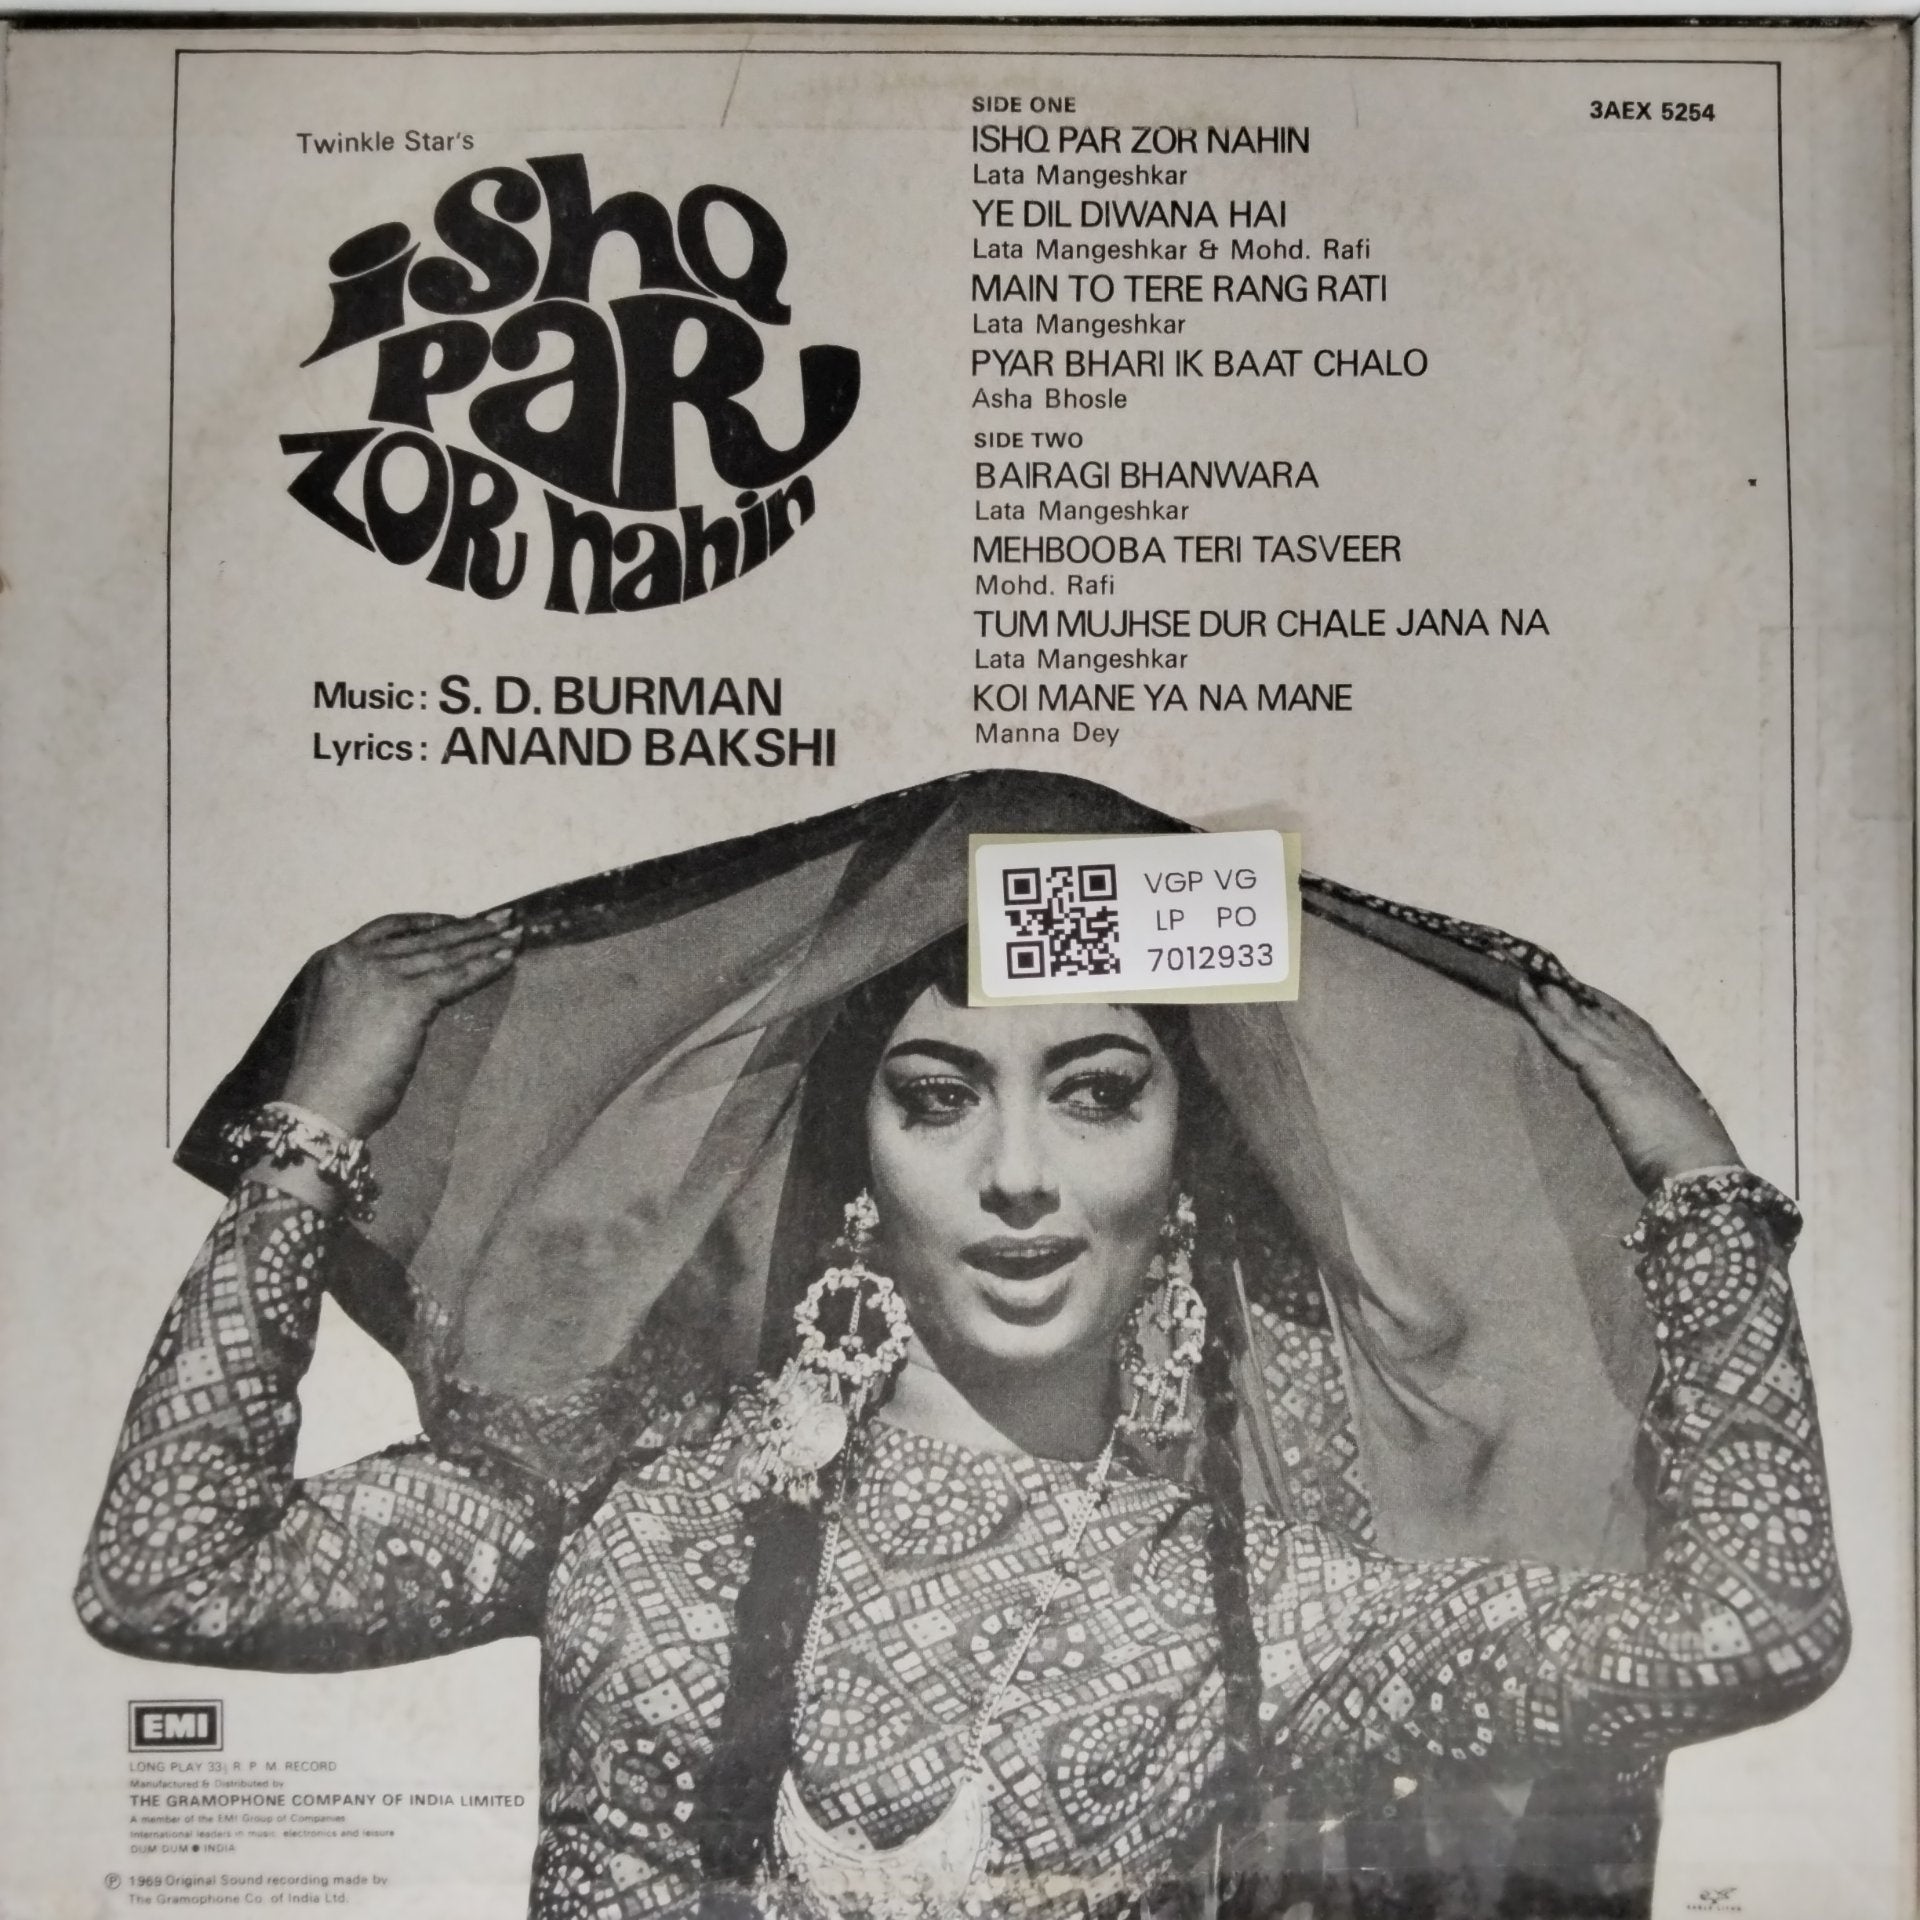 Twinkle Star's
ishq
par
zor nahin
Music: S. D. BURMAN
Lyrics: ANAND BAKSHI
3AEX 5254
SIDE ONE
ISHQ PAR ZOR NAHIN
Lata Mangeshkar
YE DIL DIWANA HAI
Lata Mangeshkar & Mohd. Rafi
MAIN TO TERE RANG RATI
Lata Mangeshkar
PYAR BHARI IK BAAT CHALO
Asha Bhosle
SIDE TWO
BAIRAGI BHANWARA
Lata Mangeshkar
MEHBOOBA TERI TASVEER
Mohd. Rafi
TUM MUJHSE DUR CHALE JANA NA
Lata Mangeshkar
KOI MANE YA NA MANE
Manna Dey
VGP VG
LP PO
7012933
EMI
LONG PLAY 33⅓ R P M RECORD
Manufactured & Distributed by
THE GRAMOPHONE COMPANY OF INDIA LIMITED
A member of the EMI Group of Companies
International leaders in music, electronics and leisure
DUM DUM ● INDIA
℗ 1969 Original Sound recording made by
The Gramophone Co. of India Ltd.